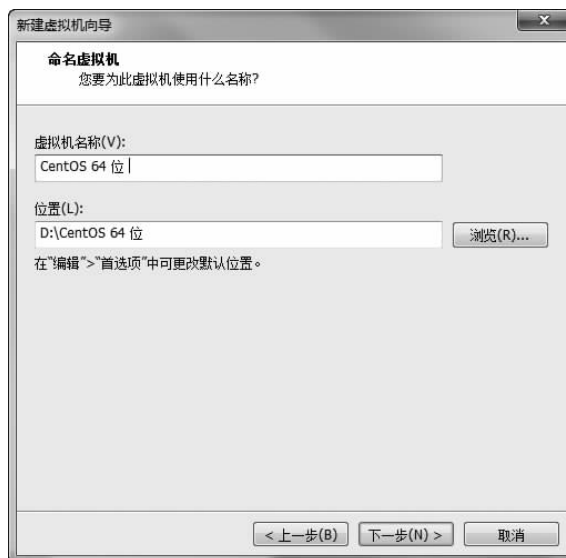 新建虚拟机向导
命名虚拟机
您要为此虚拟机使用什么名称?
虚拟机名称(V):
CentOS 64 位
位置(L):
D:\CentOS 64 位
浏览(R)...
在"编辑">"首选项"中可更改默认位置。
< 上一步(B)
下一步(N) >
取消